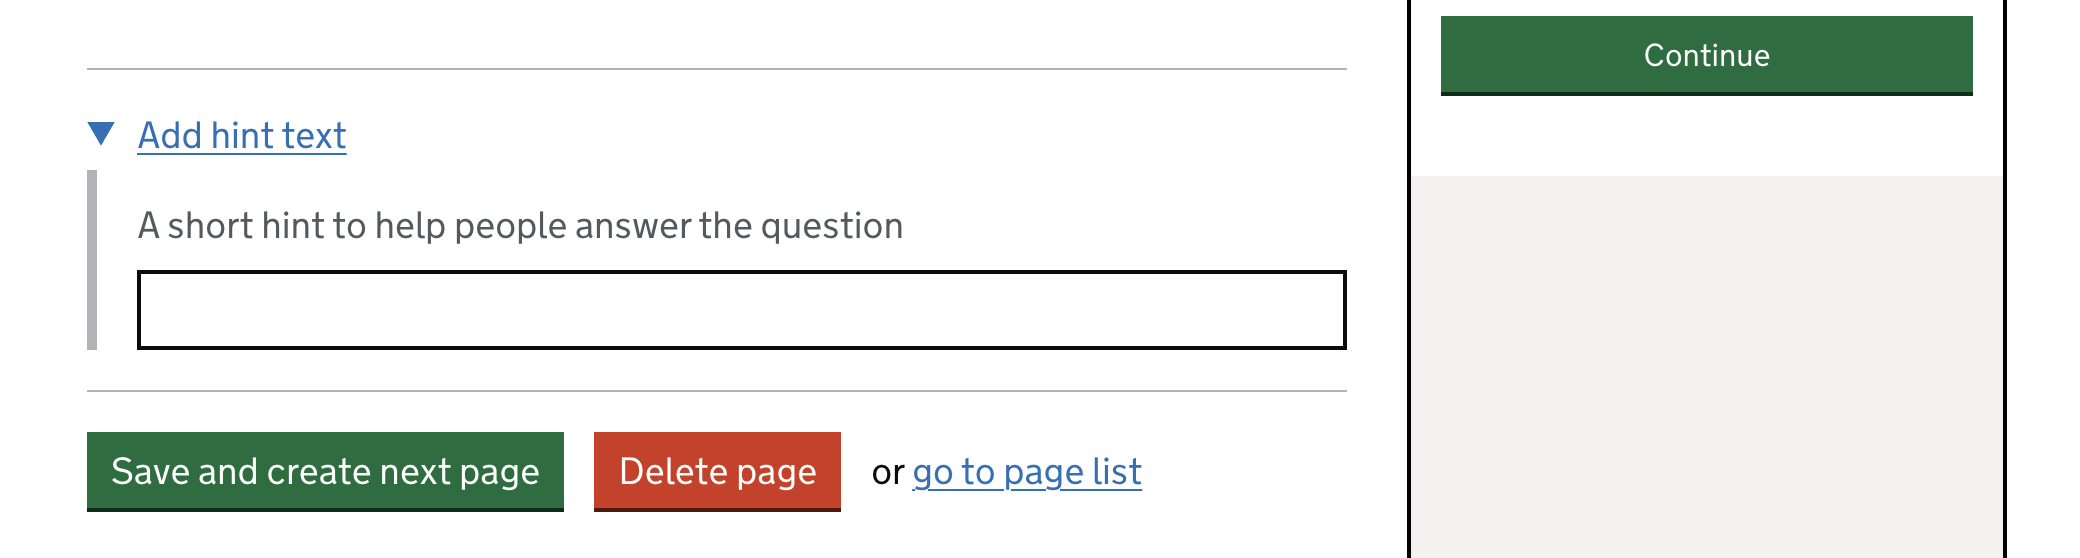 Continue
Add hint text
A short hint to help people answer the question
Save and create next page
Delete page
or go to page list